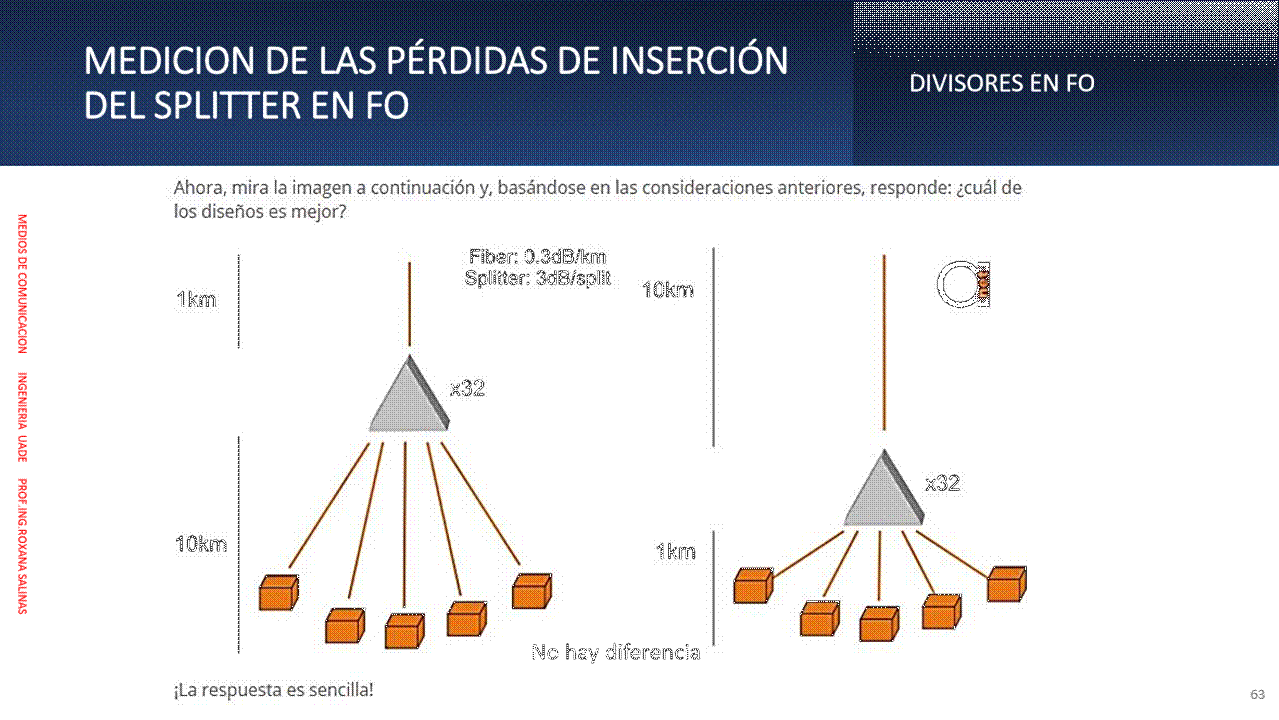 MEDICION DE LAS PÉRDIDAS DE INSERCIÓN
DEL SPLITTER EN FO
DIVISORES EN FO
Ahora, mira la imagen a continuación y, basándose en las consideraciones anteriores, responde: ¿cuál de
los diseños es mejor?
MEDIOS DE COMUNICACION INGENIERIA UADE PROF.ING.ROXANA SALINAS
1km
Fiber: 0.3dB/km
Splitter: 3dB/split
x32
10km
10km
x32
1km
No hay diferencia
¡La respuesta es sencilla!
63